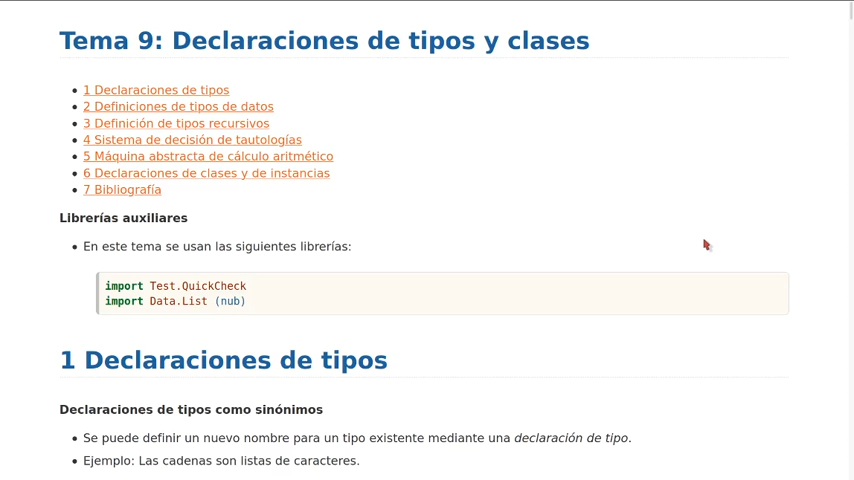 Tema 9: Declaraciones de tipos y clases
1 Declaraciones de tipos
2 Definiciones de tipos de datos
3 Definición de tipos recursivos
4 Sistema de decisión de tautologías
5 Máquina abstracta de cálculo aritmético
6 Declaraciones de clases y de instancias
7 Bibliografía
Librerías auxiliares
En este tema se usan las siguientes librerías:
import Test.QuickCheck
import Data.List (nub)
1 Declaraciones de tipos
Declaraciones de tipos como sinónimos
Se puede definir un nuevo nombre para un tipo existente mediante una declaración de tipo.
Ejemplo: Las cadenas son listas de caracteres.